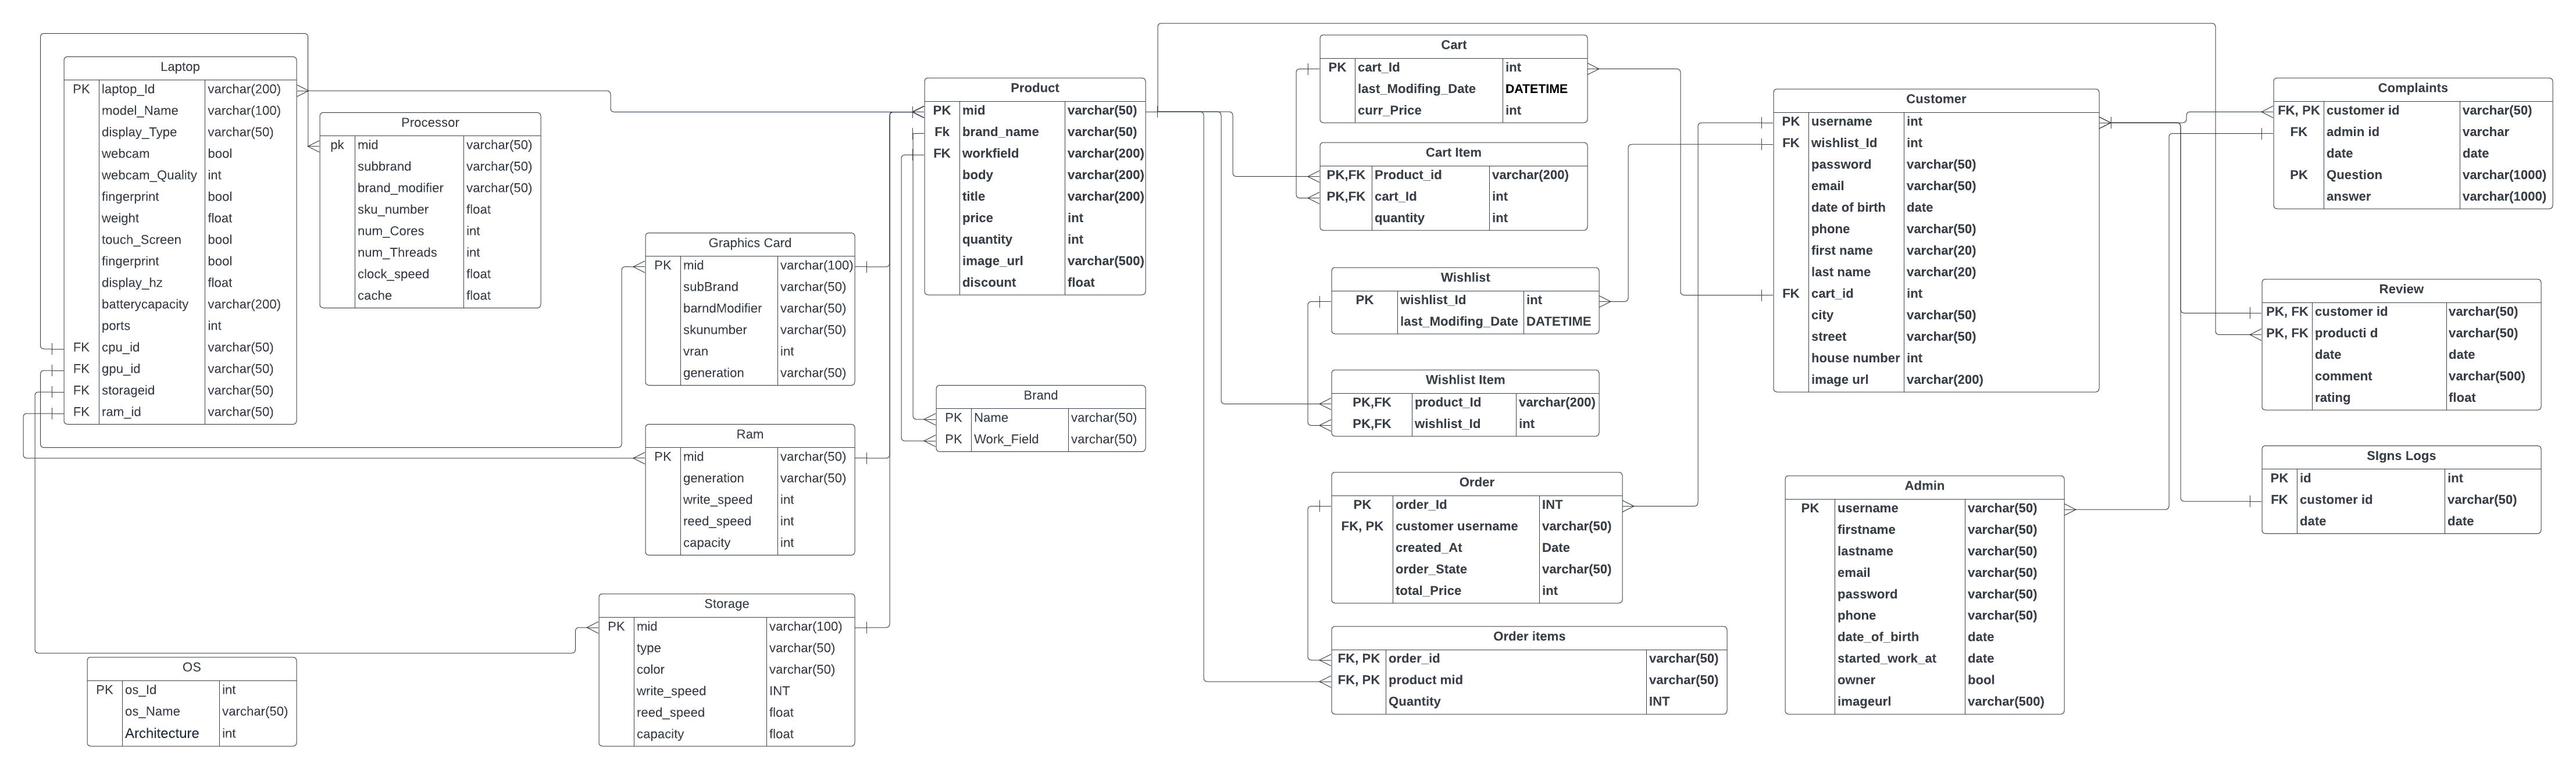 Laptop
PK laptop_Id varchar(200)
model_Name varchar(100)
display_Type varchar(50)
webcam bool
webcam_Quality int
fingerprint bool
weight float
touch_Screen bool
fingerprint bool
display_hz float
batterycapacity varchar(200)
ports int
FK cpu_id varchar(50)
FK gpu_id varchar(50)
FK storageid varchar(50)
FK ram_id varchar(50)
OS
PK os_Id int
os_Name varchar(50)
Architecture int
Processor
pk mid varchar(50)
subbrand varchar(50)
brand_modifier varchar(50)
sku_number float
num_Cores int
num_Threads int
clock_speed float
cache float
Graphics Card
PK mid varchar(100)
subBrand varchar(50)
barndModifier varchar(50)
skunumber varchar(50)
vran int
generation varchar(50)
Ram
PK mid varchar(50)
generation varchar(50)
write_speed int
reed_speed int
capacity int
Storage
PK mid varchar(100)
type varchar(50)
color varchar(50)
write_speed INT
reed_speed float
capacity float
Product
PK mid varchar(50)
Fk brand_name varchar(50)
FK workfield varchar(200)
body varchar(200)
title varchar(200)
price int
quantity int
image_url varchar(500)
discount float
Brand
PK Name varchar(50)
PK Work_Field varchar(50)
Cart
PK cart_Id int
last_Modifing_Date DATETIME
curr_Price int
Cart Item
PK,FK Product_id varchar(200)
PK,FK cart_Id int
quantity int
Wishlist
PK wishlist_Id int
last_Modifing_Date DATETIME
Wishlist Item
PK,FK product_Id varchar(200)
PK,FK wishlist_Id int
Order
PK order_Id INT
FK, PK customer username varchar(50)
created_At Date
order_State varchar(50)
total_Price int
Order items
FK, PK order_id varchar(50)
FK, PK product mid varchar(50)
Quantity INT
Customer
PK username int
FK wishlist_Id int
password varchar(50)
email varchar(50)
date of birth date
phone varchar(50)
first name varchar(20)
last name varchar(20)
FK cart_id int
city varchar(50)
street varchar(50)
house number int
image url varchar(200)
Admin
PK username varchar(50)
firstname varchar(50)
lastname varchar(50)
email varchar(50)
password varchar(50)
phone varchar(50)
date_of_birth date
started_work_at date
owner bool
imageurl varchar(500)
Complaints
FK, PK customer id varchar(50)
FK admin id varchar
date date
PK Question varchar(1000)
answer varchar(1000)
Review
PK, FK customer id varchar(50)
PK, FK producti d varchar(50)
date date
comment varchar(500)
rating float
SIgns Logs
PK id int
FK customer id varchar(50)
date date